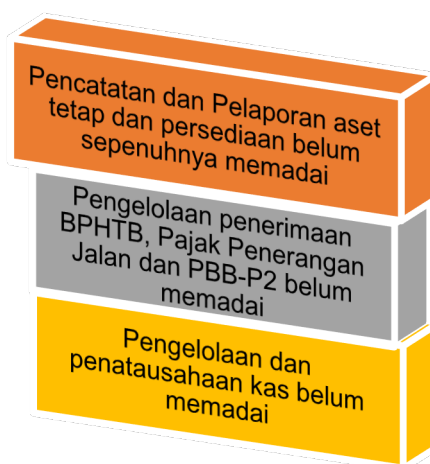 Pencatatan dan Pelaporan aset
tetap dan persediaan belum
sepenuhnya memadai
Pengelolaan penerimaan
BPHTB, Pajak Penerangan
Jalan dan PBB-P2 belum
memadai
Pengelolaan dan
penatausahaan kas belum
memadai